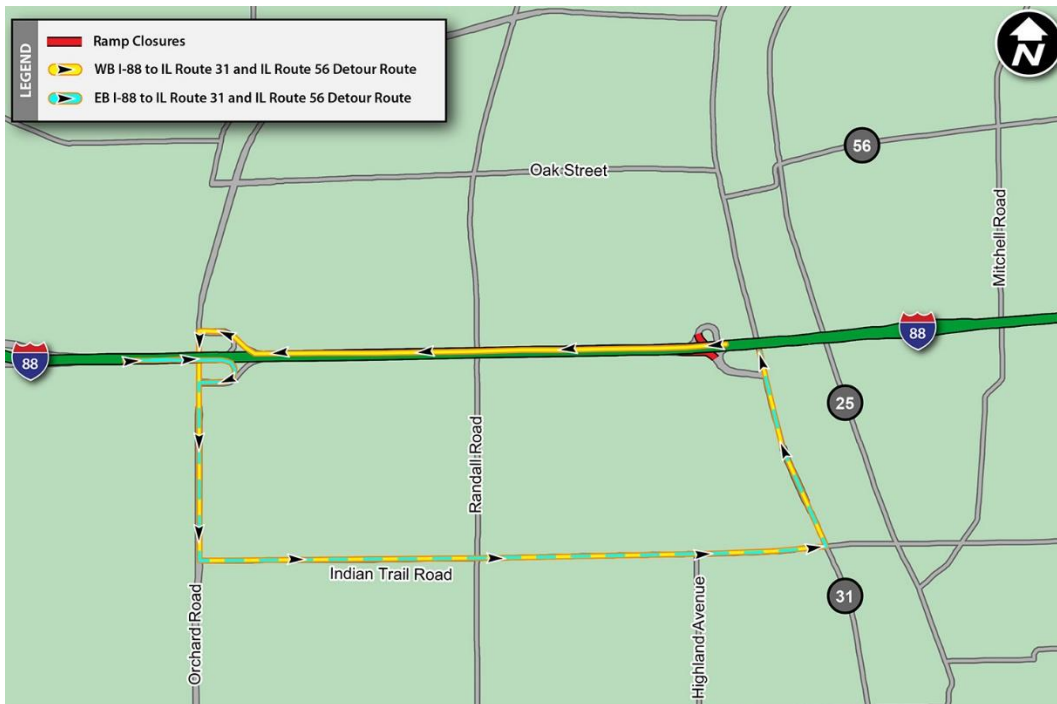 LEGEND
Ramp Closures
WB I-88 to IL Route 31 and IL Route 56 Detour Route
EB I-88 to IL Route 31 and IL Route 56 Detour Route
N
Oak Street
56
Mitchell Road
88
88
25
Randall Road
Indian Trail Road
31
Orchard Road
Highland Avenue